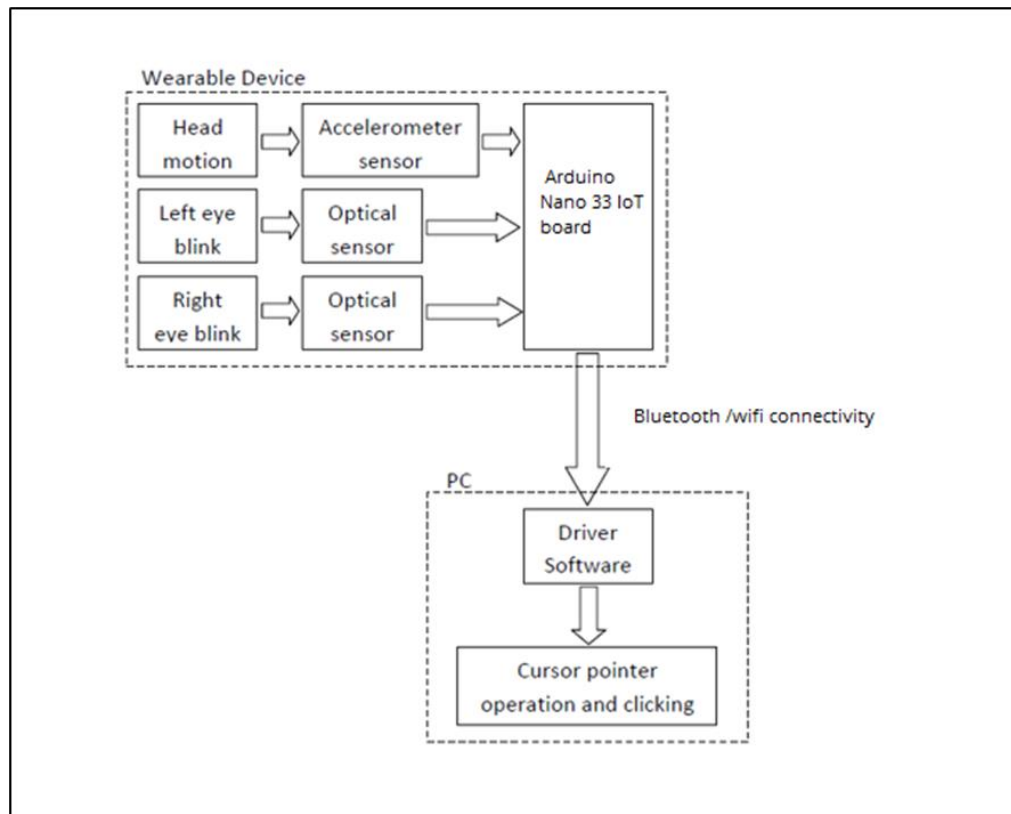 Wearable Device
Head
motion
Accelerometer
sensor
Arduino
Nano 33 IoT
board
Left eye
blink
Optical
sensor
Right
eye blink
Optical
sensor
Bluetooth /wifi connectivity
PC
Driver
Software
Cursor pointer
operation and clicking